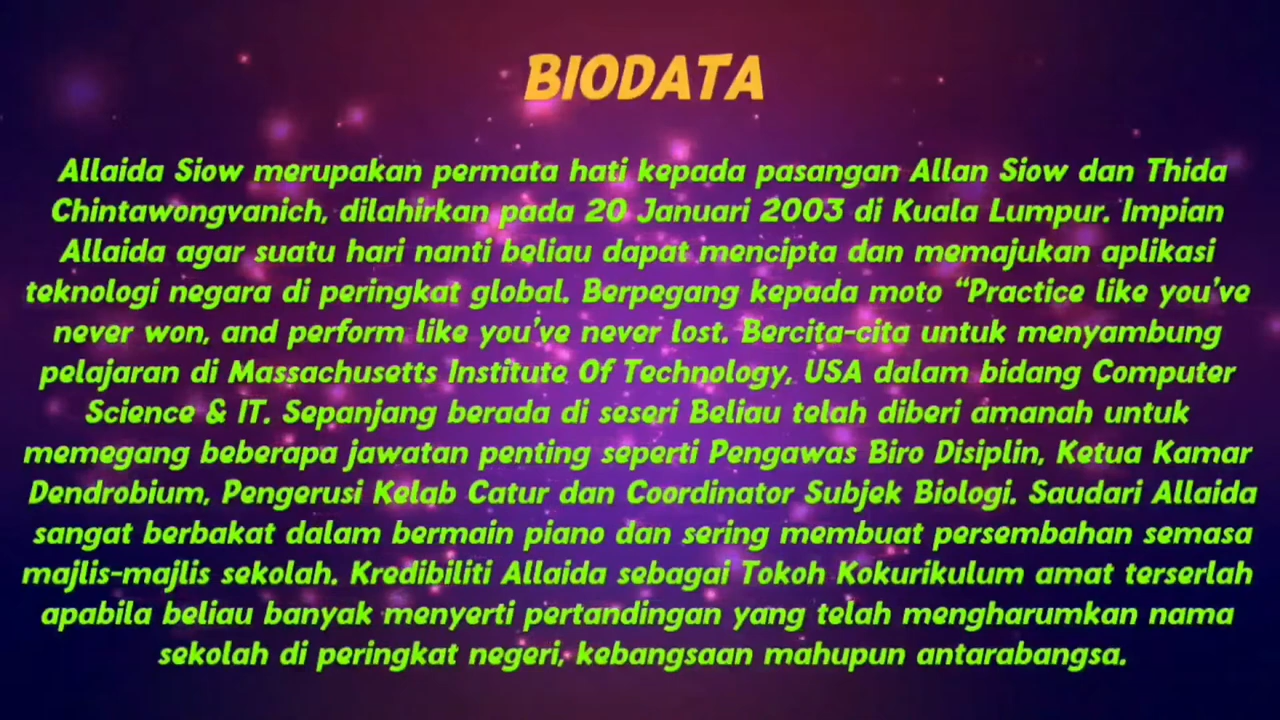 BIODATA
Allaida Siow merupakan permata hati kepada pasangan Allan Siow dan Thida
Chintawongvanich, dilahirkan pada 20 Januari 2003 di Kuala Lumpur. Impian
Allaida agar suatu hari nanti beliau dapat mencipta dan memajukan aplikasi
teknologi negara di peringkat global. Berpegang kepada moto “Practice like you’ve
never won, and perform like you’ve never lost. Bercita-cita untuk menyambung
pelajaran di Massachusetts Institute Of Technology, USA dalam bidang Computer
Science & IT. Sepanjang berada di seseri Beliau telah diberi amanah untuk
memegang beberapa jawatan penting seperti Pengawas Biro Disiplin, Ketua Kamar
Dendrobium, Pengerusi Kelab Catur dan Coordinator Subjek Biologi. Saudari Allaida
sangat berbakat dalam bermain piano dan sering membuat persembahan semasa
majlis-majlis sekolah. Kredibiliti Allaida sebagai Tokoh Kokurikulum amat terserlah
apabila beliau banyak menyerti pertandingan yang telah mengharumkan nama
sekolah di peringkat negeri, kebangsaan mahupun antarabangsa.